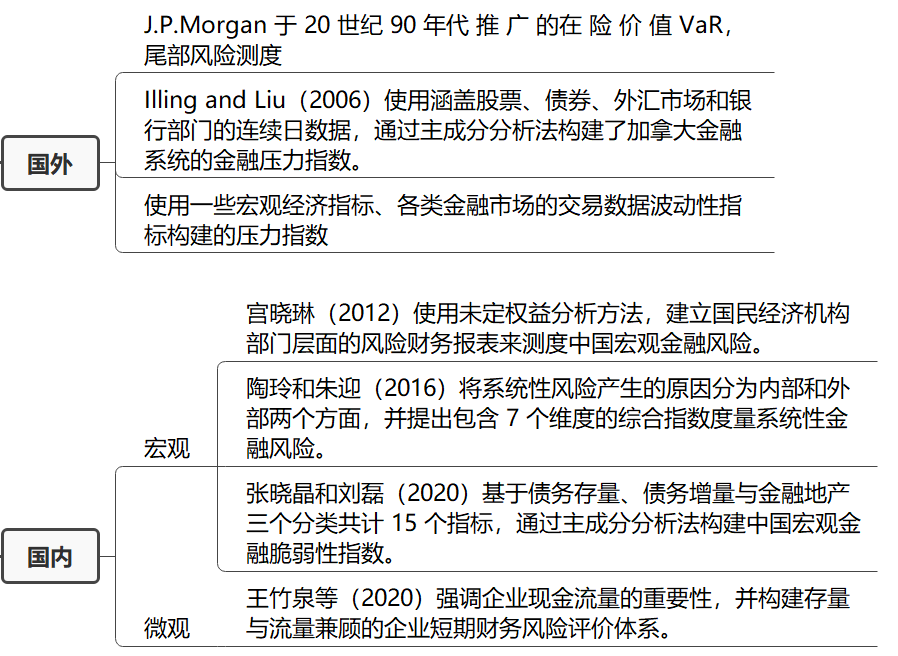 J.P.Morgan 于 20 世纪 90 年代 推 广 的在 险 价 值 VaR，
尾部风险测度
Illing and Liu（2006）使用涵盖股票、债券、外汇市场和银
行部门的连续日数据，通过主成分分析法构建了加拿大金融
系统的金融压力指数。
国外
使用一些宏观经济指标、各类金融市场的交易数据波动性指
标构建的压力指数
宫晓琳（2012）使用未定权益分析方法，建立国民经济机构
部门层面的风险财务报表来测度中国宏观金融风险。
陶玲和朱迎（2016）将系统性风险产生的原因分为内部和外
部两个方面，并提出包含 7 个维度的综合指数度量系统性金
融风险。
宏观
张晓晶和刘磊（2020）基于债务存量、债务增量与金融地产
三个分类共计 15 个指标，通过主成分分析法构建中国宏观金
融脆弱性指数。
国内
王竹泉等（2020）强调企业现金流量的重要性，并构建存量
与流量兼顾的企业短期财务风险评价体系。
微观